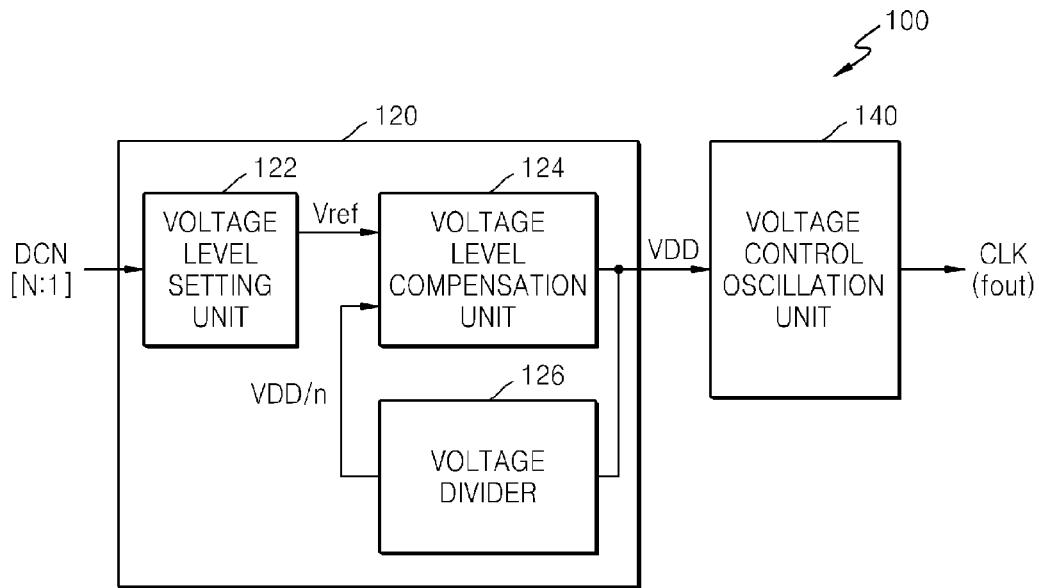 100
120
140
122
124
VOLTAGE
LEVEL
SETTING
UNIT
Vref
VOLTAGE
LEVEL
COMPENSATION
UNIT
VDD
VOLTAGE
CONTROL
OSCILLATION
UNIT
DCN
[N:1]
CLK
(fout)
126
VDD/n
VOLTAGE
DIVIDER